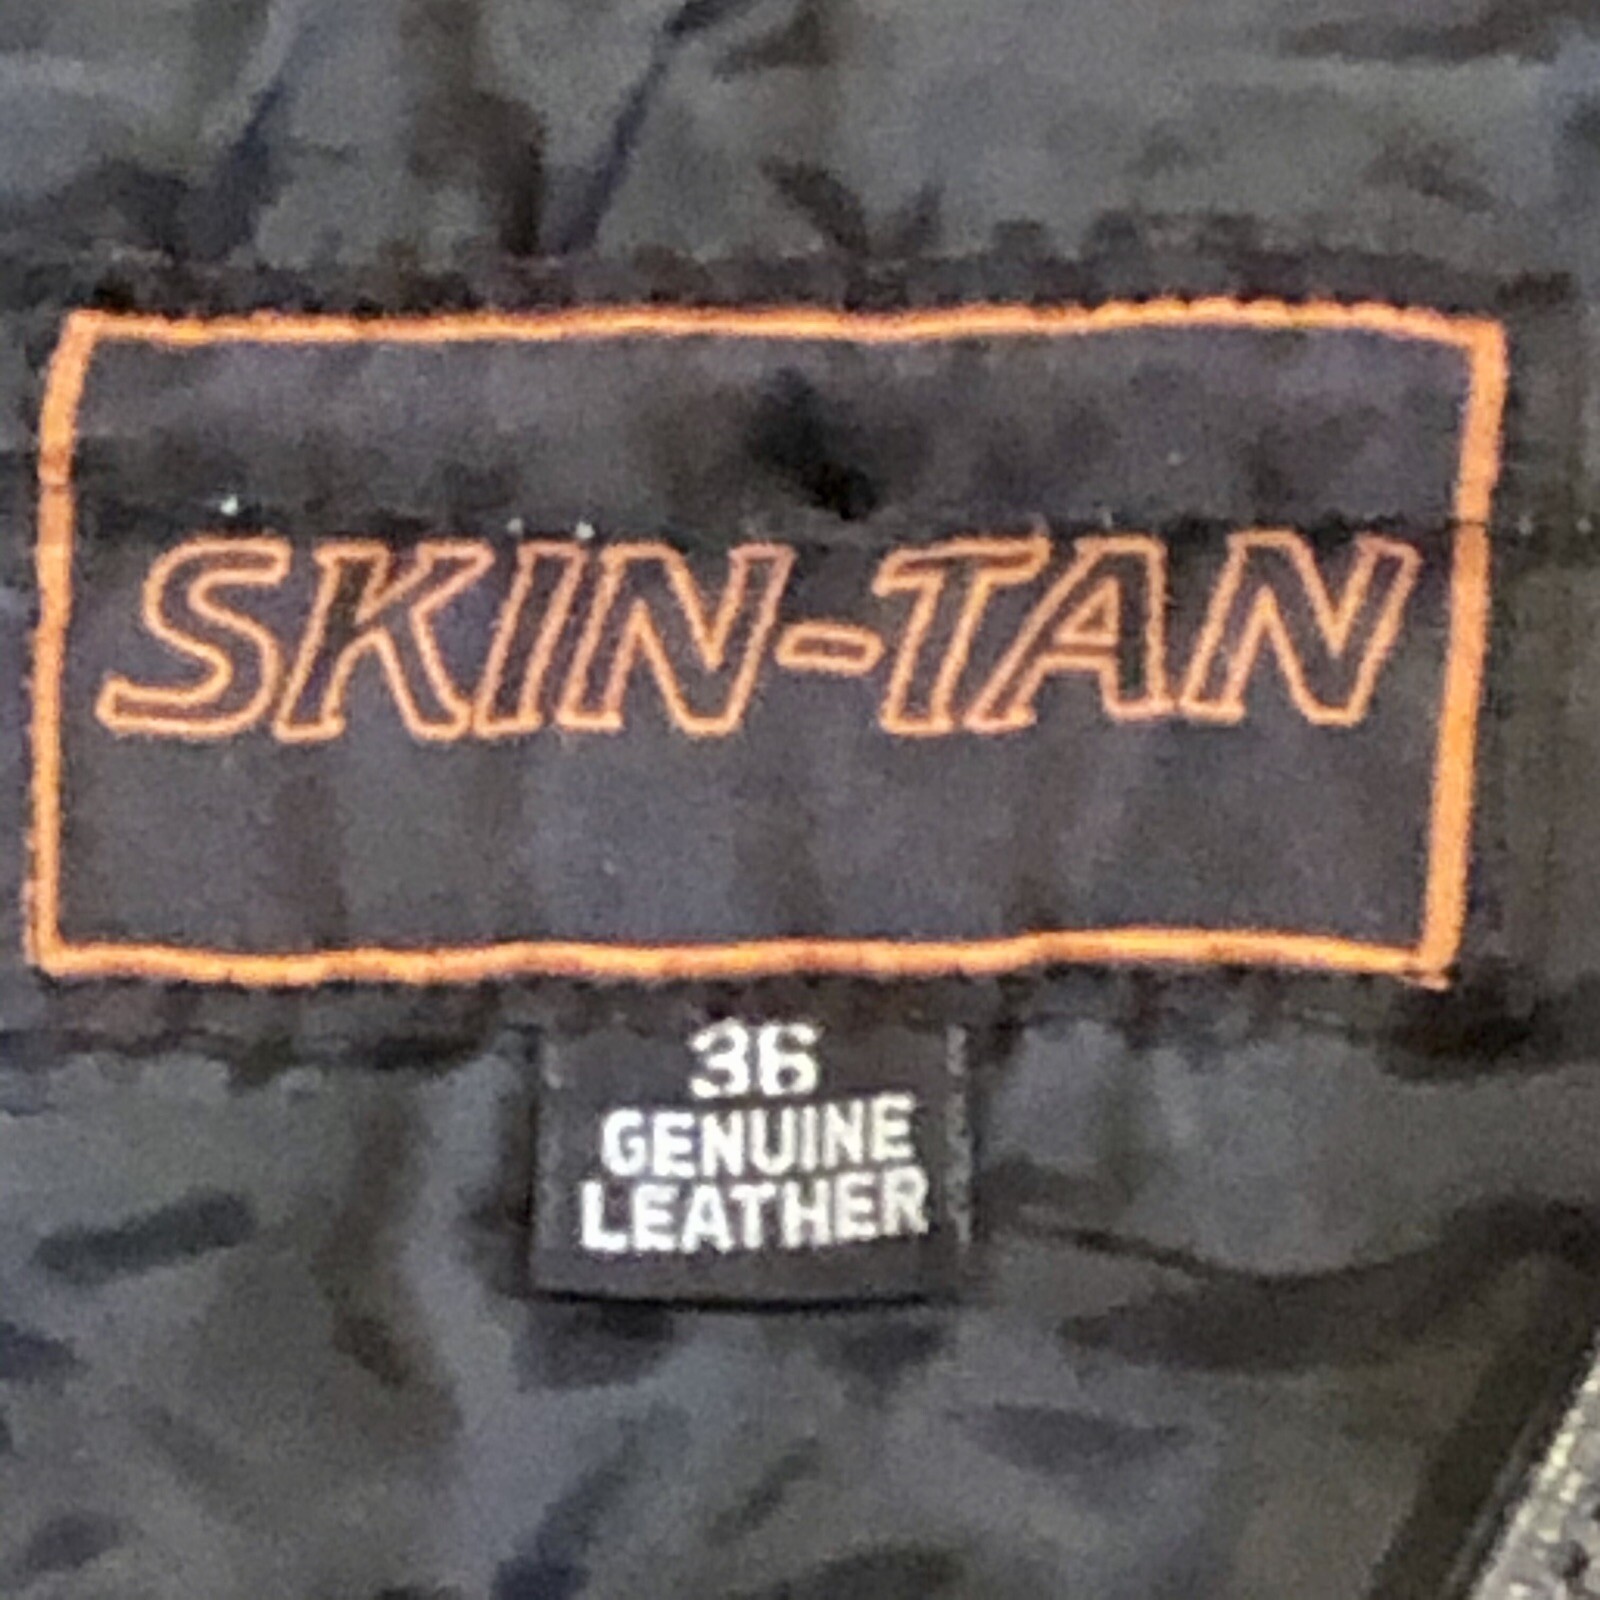 SKIN-TAN
36
GENUINE
LEATHER